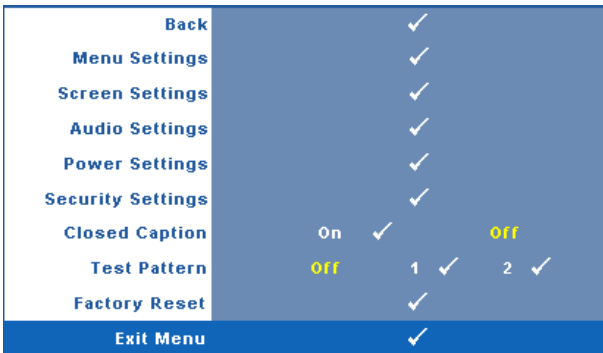 Back
Menu Settings
Screen Settings
Audio Settings
Power Settings
Security Settings
Closed Caption On Off
Test Pattern Off 1 2
Factory Reset
Exit Menu